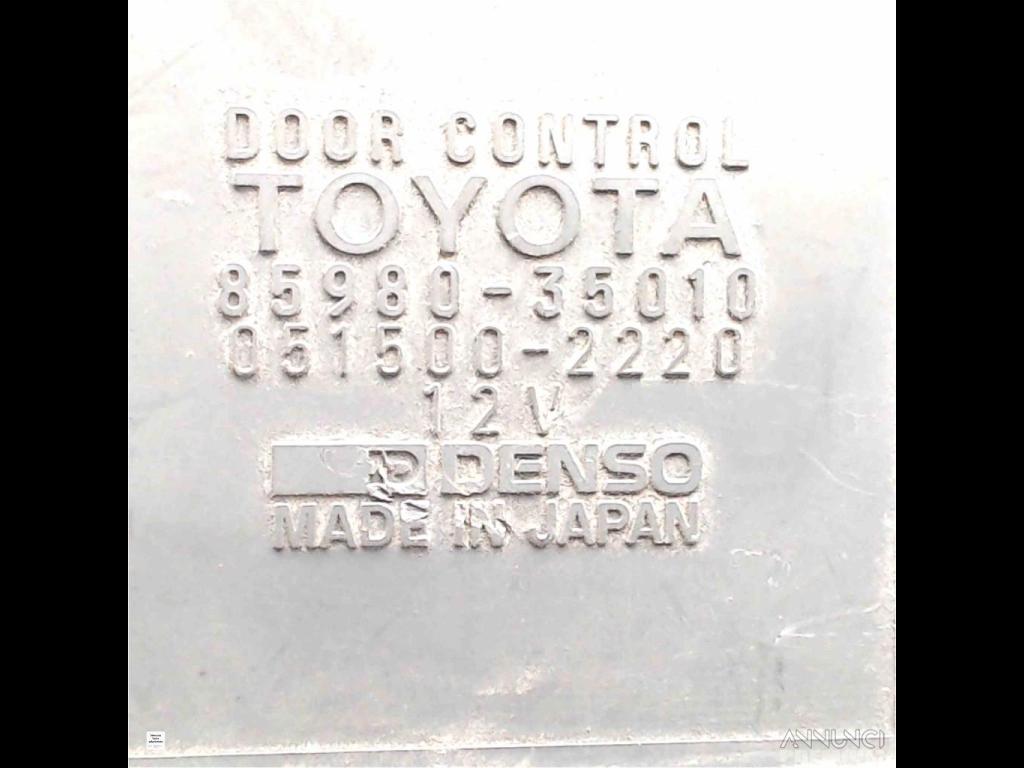 DOOR CONTROL
TOYOTA
85980-35010
051500-2220
12V
DENSO
MADE IN JAPAN
ANNUNCI